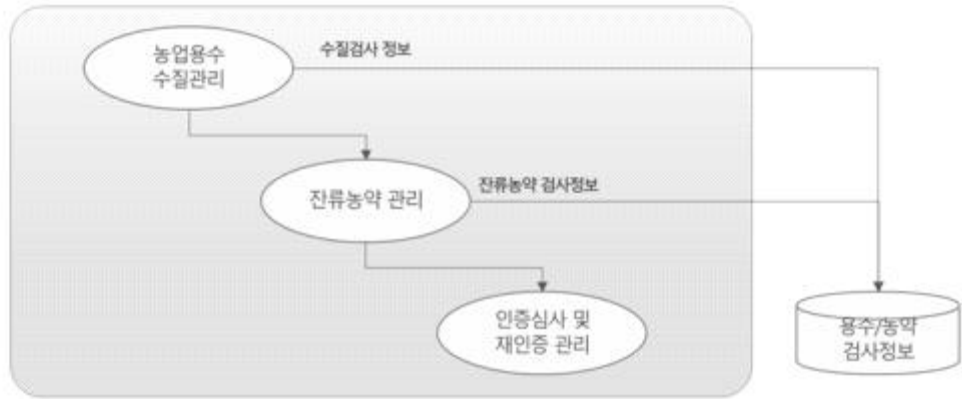 농업용수
수질관리
수질검사 정보
잔류농약 관리
잔류농약 검사정보
인증심사 및
재인증 관리
용수/농약
검사정보